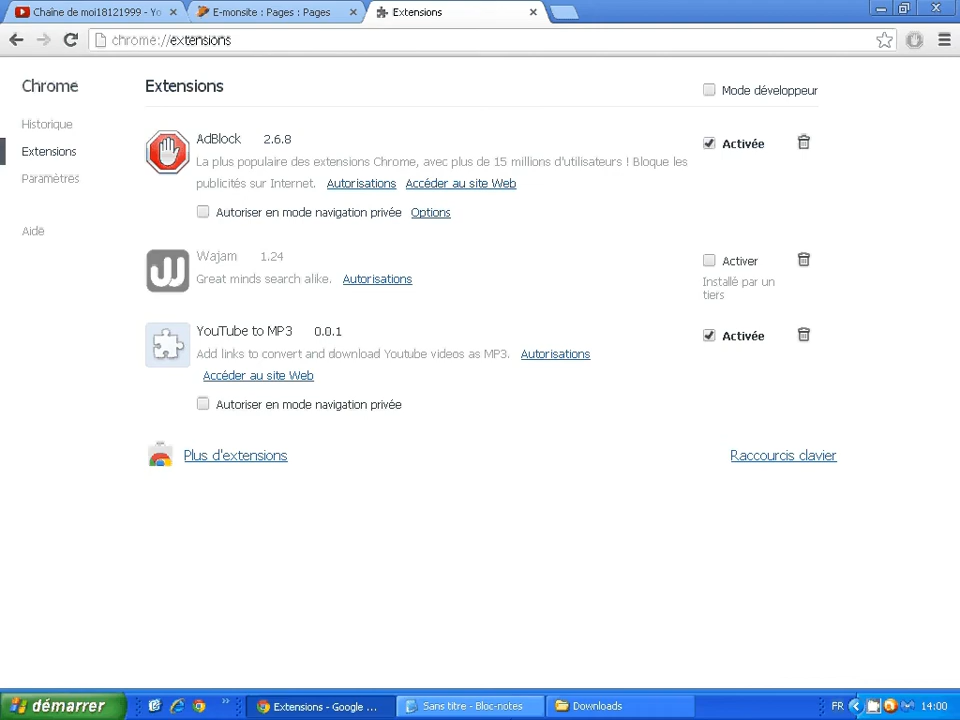 Chaîne de moi18121999 - Yo
E-monsite : Pages : Pages
Extensions
chrome://extensions
Chrome
Extensions
Mode développeur
Historique
Extensions
Paramètres
Aide
AdBlock 2.6.8
Activée
La plus populaire des extensions Chrome, avec plus de 15 millions d'utilisateurs ! Bloque les
publicités sur Internet. Autorisations Accéder au site Web
Autoriser en mode navigation privée Options
Wajam 1.24
Activer
Great minds search alike. Autorisations
Installé par un
tiers
YouTube to MP3 0.0.1
Activée
Add links to convert and download Youtube videos as MP3. Autorisations
Accéder au site Web
Autoriser en mode navigation privée
Plus d'extensions
Raccourcis clavier
démarrer
Extensions - Google ...
Sans titre - Bloc-notes
Downloads
FR
14:00